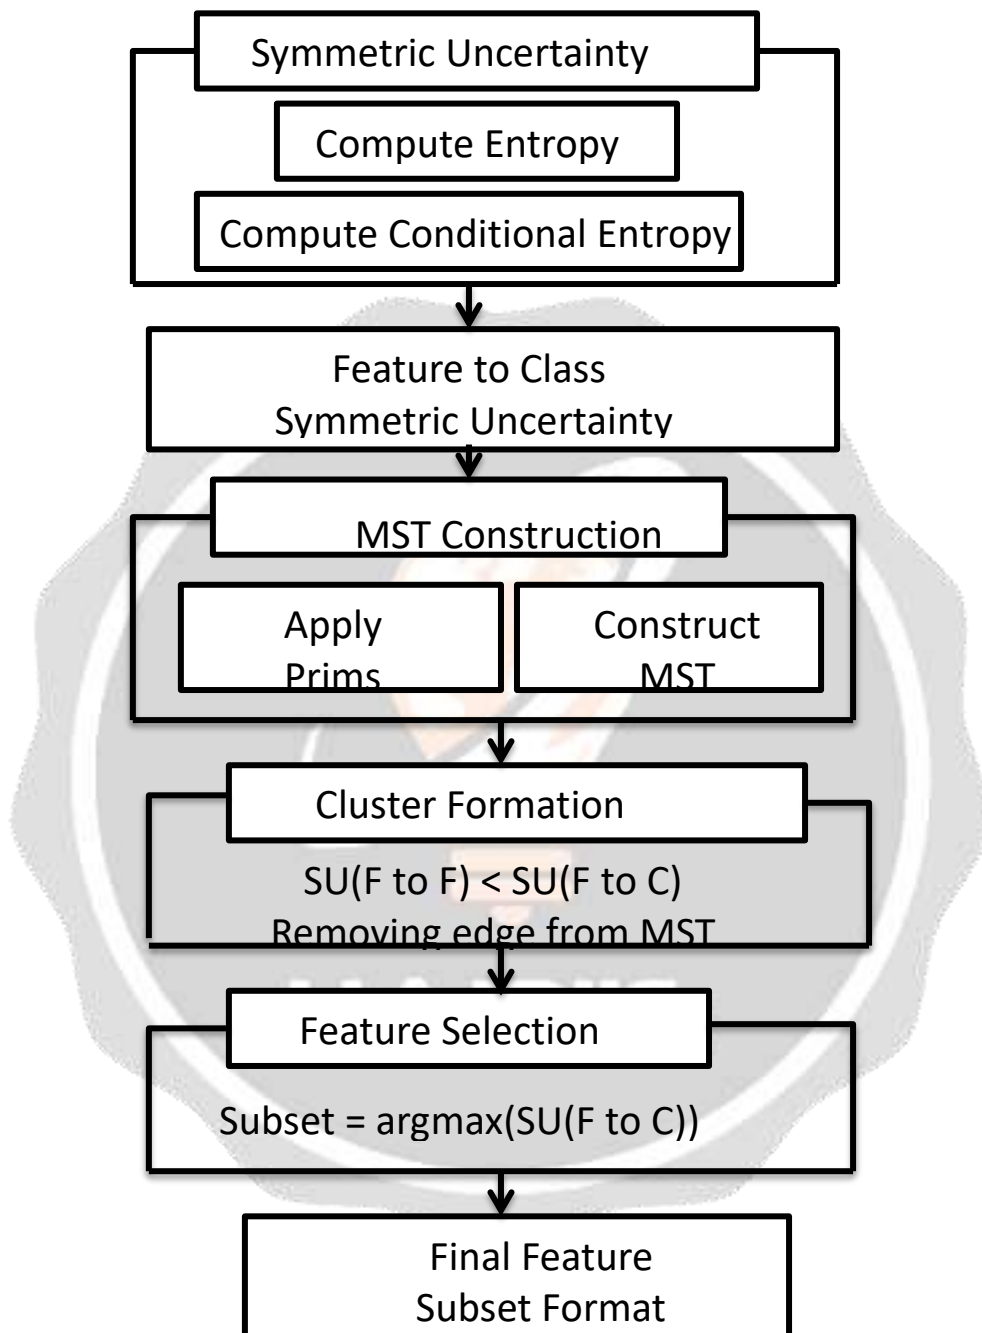 Symmetric Uncertainty
Compute Entropy
Compute Conditional Entropy
Feature to Class
Symmetric Uncertainty
MST Construction
Apply
Prims
Construct
MST
Cluster Formation
SU(F to F) < SU(F to C)
Removing edge from MST
Feature Selection
Subset = argmax(SU(F to C))
Final Feature
Subset Format